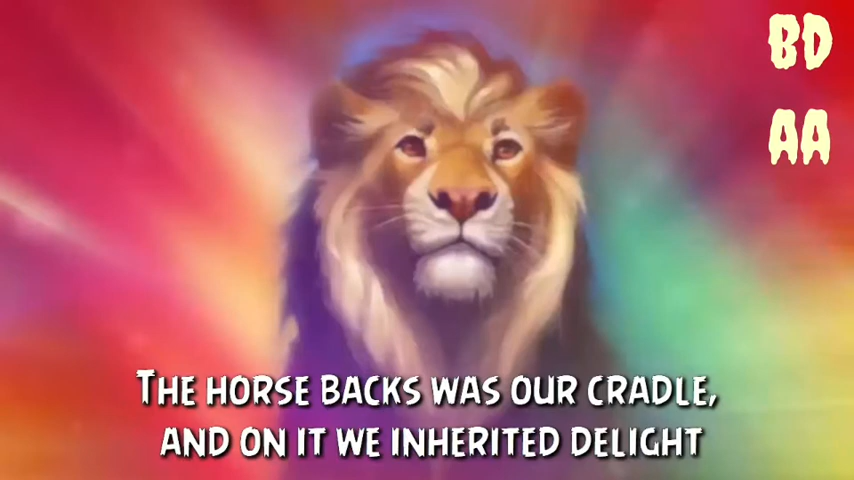 BD
AA
The horse backs was our cradle,
and on it we inherited delight